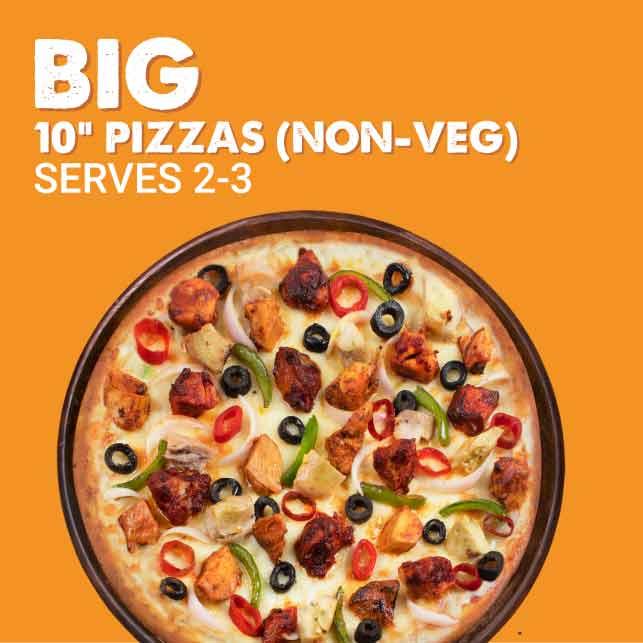 BIG
10" PIZZAS (NON-VEG)
SERVES 2-3